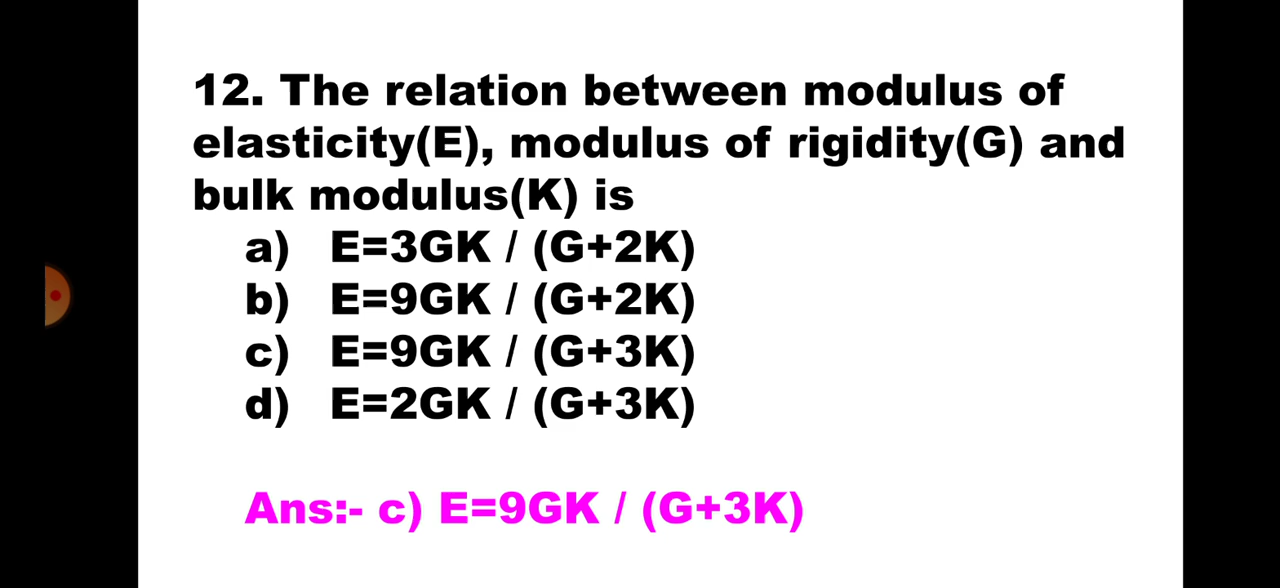 12. The relation between modulus of
elasticity(E), modulus of rigidity(G) and
bulk modulus(K) is
a) E=3GK / (G+2K)
b) E=9GK / (G+2K)
c) E=9GK / (G+3K)
d) E=2GK / (G+3K)
Ans:- c) E=9GK / (G+3K)